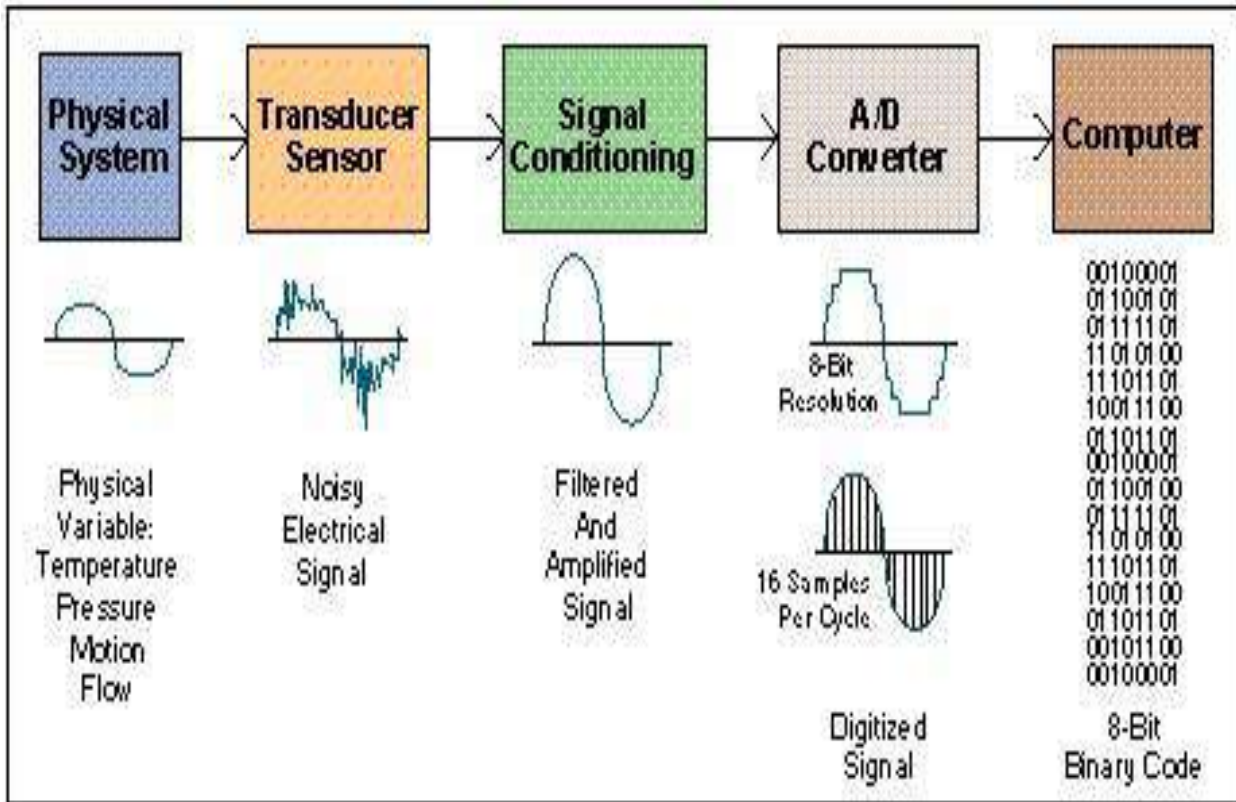 Physical
System
Transducer
Sensor
Signal
Conditioning
A/D
Converter
Computer
Physical
Variable:
Temperature
Pressure
Motion
Flow
Noisy
Electrical
Signal
Filtered
And
Amplified
Signal
8-Bit
Resolution
16 Samples
Per Cycle
Digitized
Signal
00100001
01100101
01111101
11010100
11101101
10011100
01101101
00100001
01100100
01111101
11010100
11101101
10011100
01101101
00101100
00100001
8-Bit
Binary Code